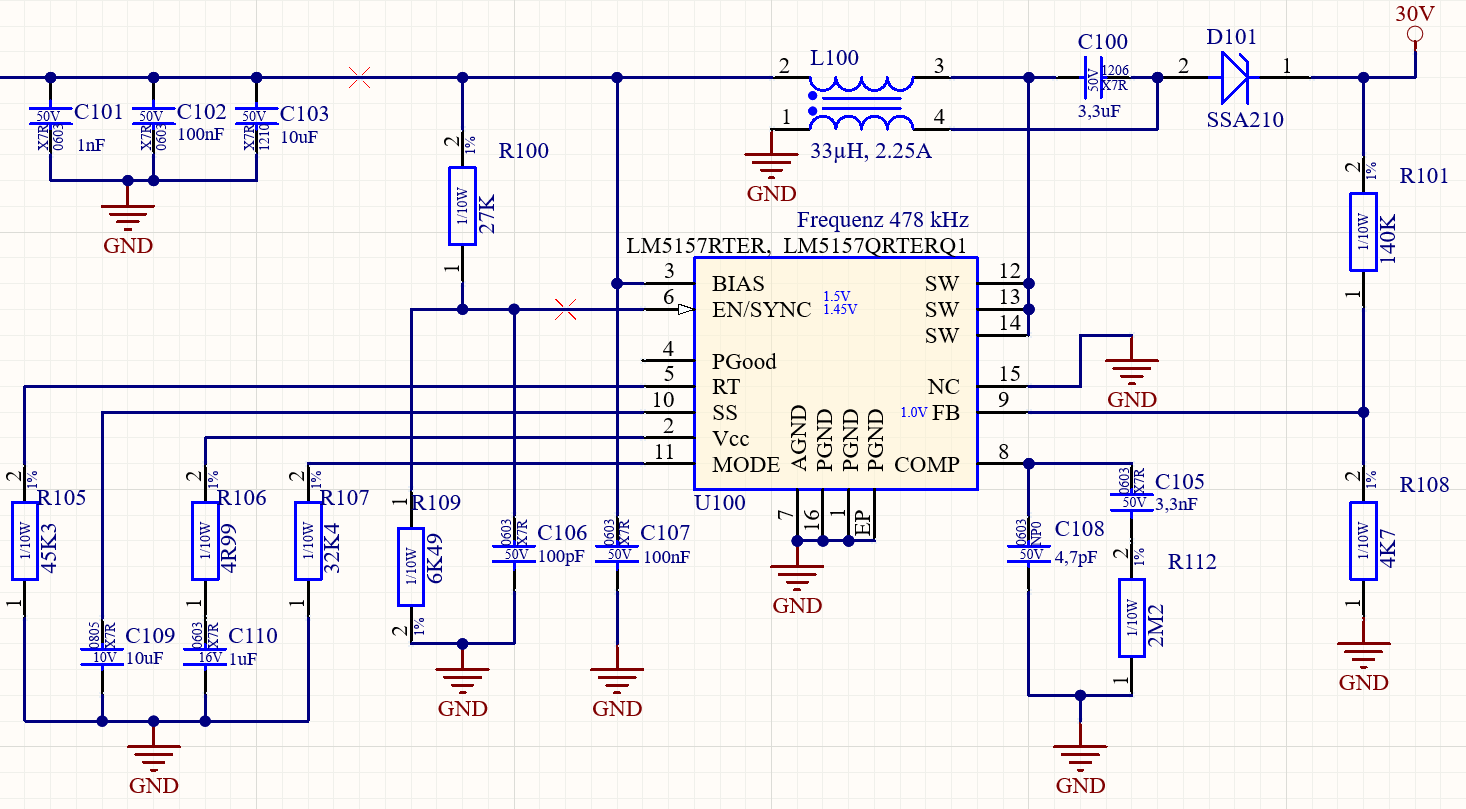 30V
D101
C100
L100
2
3
50V
1206
X7R
2
1
3,3uF
SSA210
50V
X7R
0603
C101
1nF
50V
X7R
0603
C102
100nF
50V
X7R
1210
C103
10uF
1
4
33µH, 2.25A
GND
GND
2
1%
R100
1/10W
27K
1
2
1%
R101
1/10W
140K
1
Frequenz 478 kHz
LM5157RTER, LM5157QRTERQ1
3
BIAS
SW
12
6
EN/SYNC
1.5V
1.45V
SW
13
SW
14
4
PGood
5
RT
NC
15
GND
10
SS
1.0V FB
9
2
Vcc
11
MODE
AGND
PGND
PGND
PGND
COMP
8
U100
7
16
1
EP
GND
2
1%
R105
1/10W
45K3
1
2
1%
R106
1/10W
4R99
1
2
1%
R107
1/10W
32K4
1
1
R109
1/10W
6K49
2
1%
0603
X7R
C106
50V
100pF
0603
X7R
C107
50V
100nF
0603
NP0
C108
50V
4,7pF
0603
X7R
C105
50V
3,3nF
2
1%
R112
1/10W
2M2
1
2
1%
R108
1/10W
4K7
1
0805
X7R
C109
10V
10uF
0603
X7R
C110
16V
1uF
GND
GND
GND
GND
GND